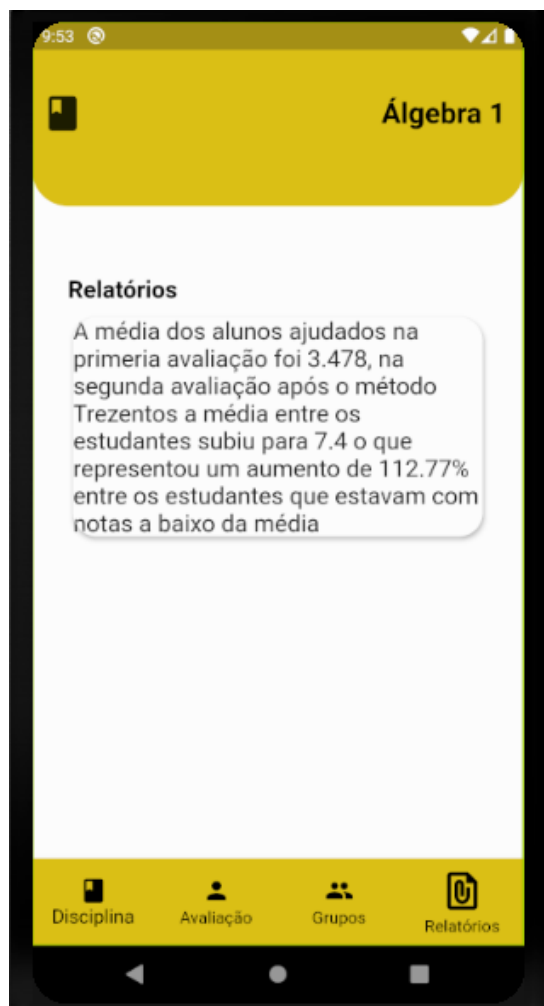 9:53
Álgebra 1
Relatórios
A média dos alunos ajudados na
primeria avaliação foi 3.478, na
segunda avaliação após o método
Trezentos a média entre os
estudantes subiu para 7.4 o que
representou um aumento de 112.77%
entre os estudantes que estavam com
notas a baixo da média
Disciplina
Avaliação
Grupos
Relatórios